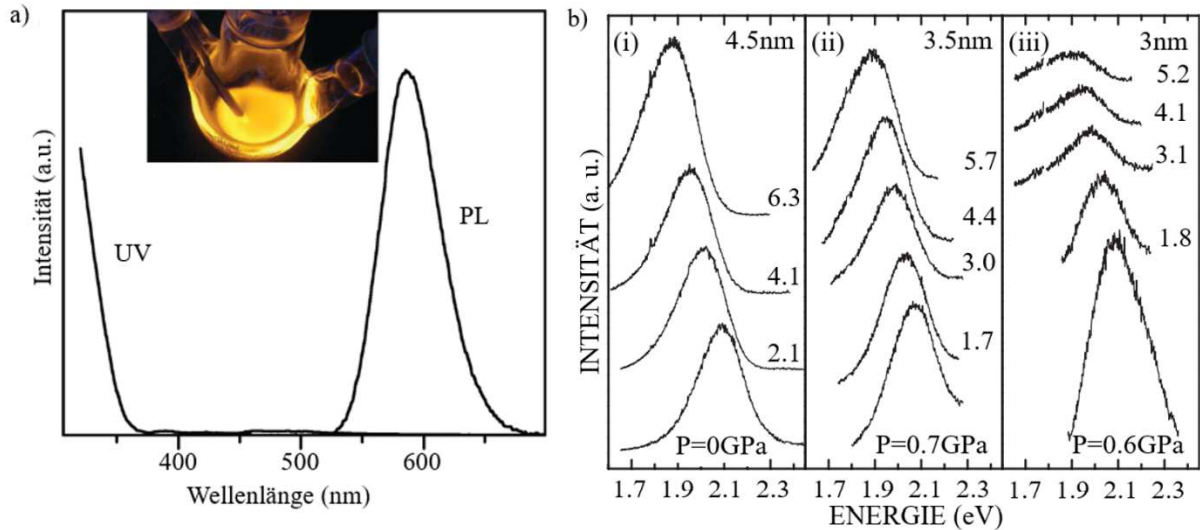 a)
Intensität (a.u.)
UV
PL
400 500 600
Wellenlänge (nm)
b)
INTENSITÄT (a. u.)
(i) 4.5nm
6.3
4.1
2.1
P=0GPa
(ii) 3.5nm
5.7
4.4
3.0
1.7
P=0.7GPa
(iii) 3nm
5.2
4.1
3.1
1.8
P=0.6GPa
1.7 1.9 2.1 2.3 1.7 1.9 2.1 2.3 1.7 1.9 2.1 2.3
ENERGIE (eV)